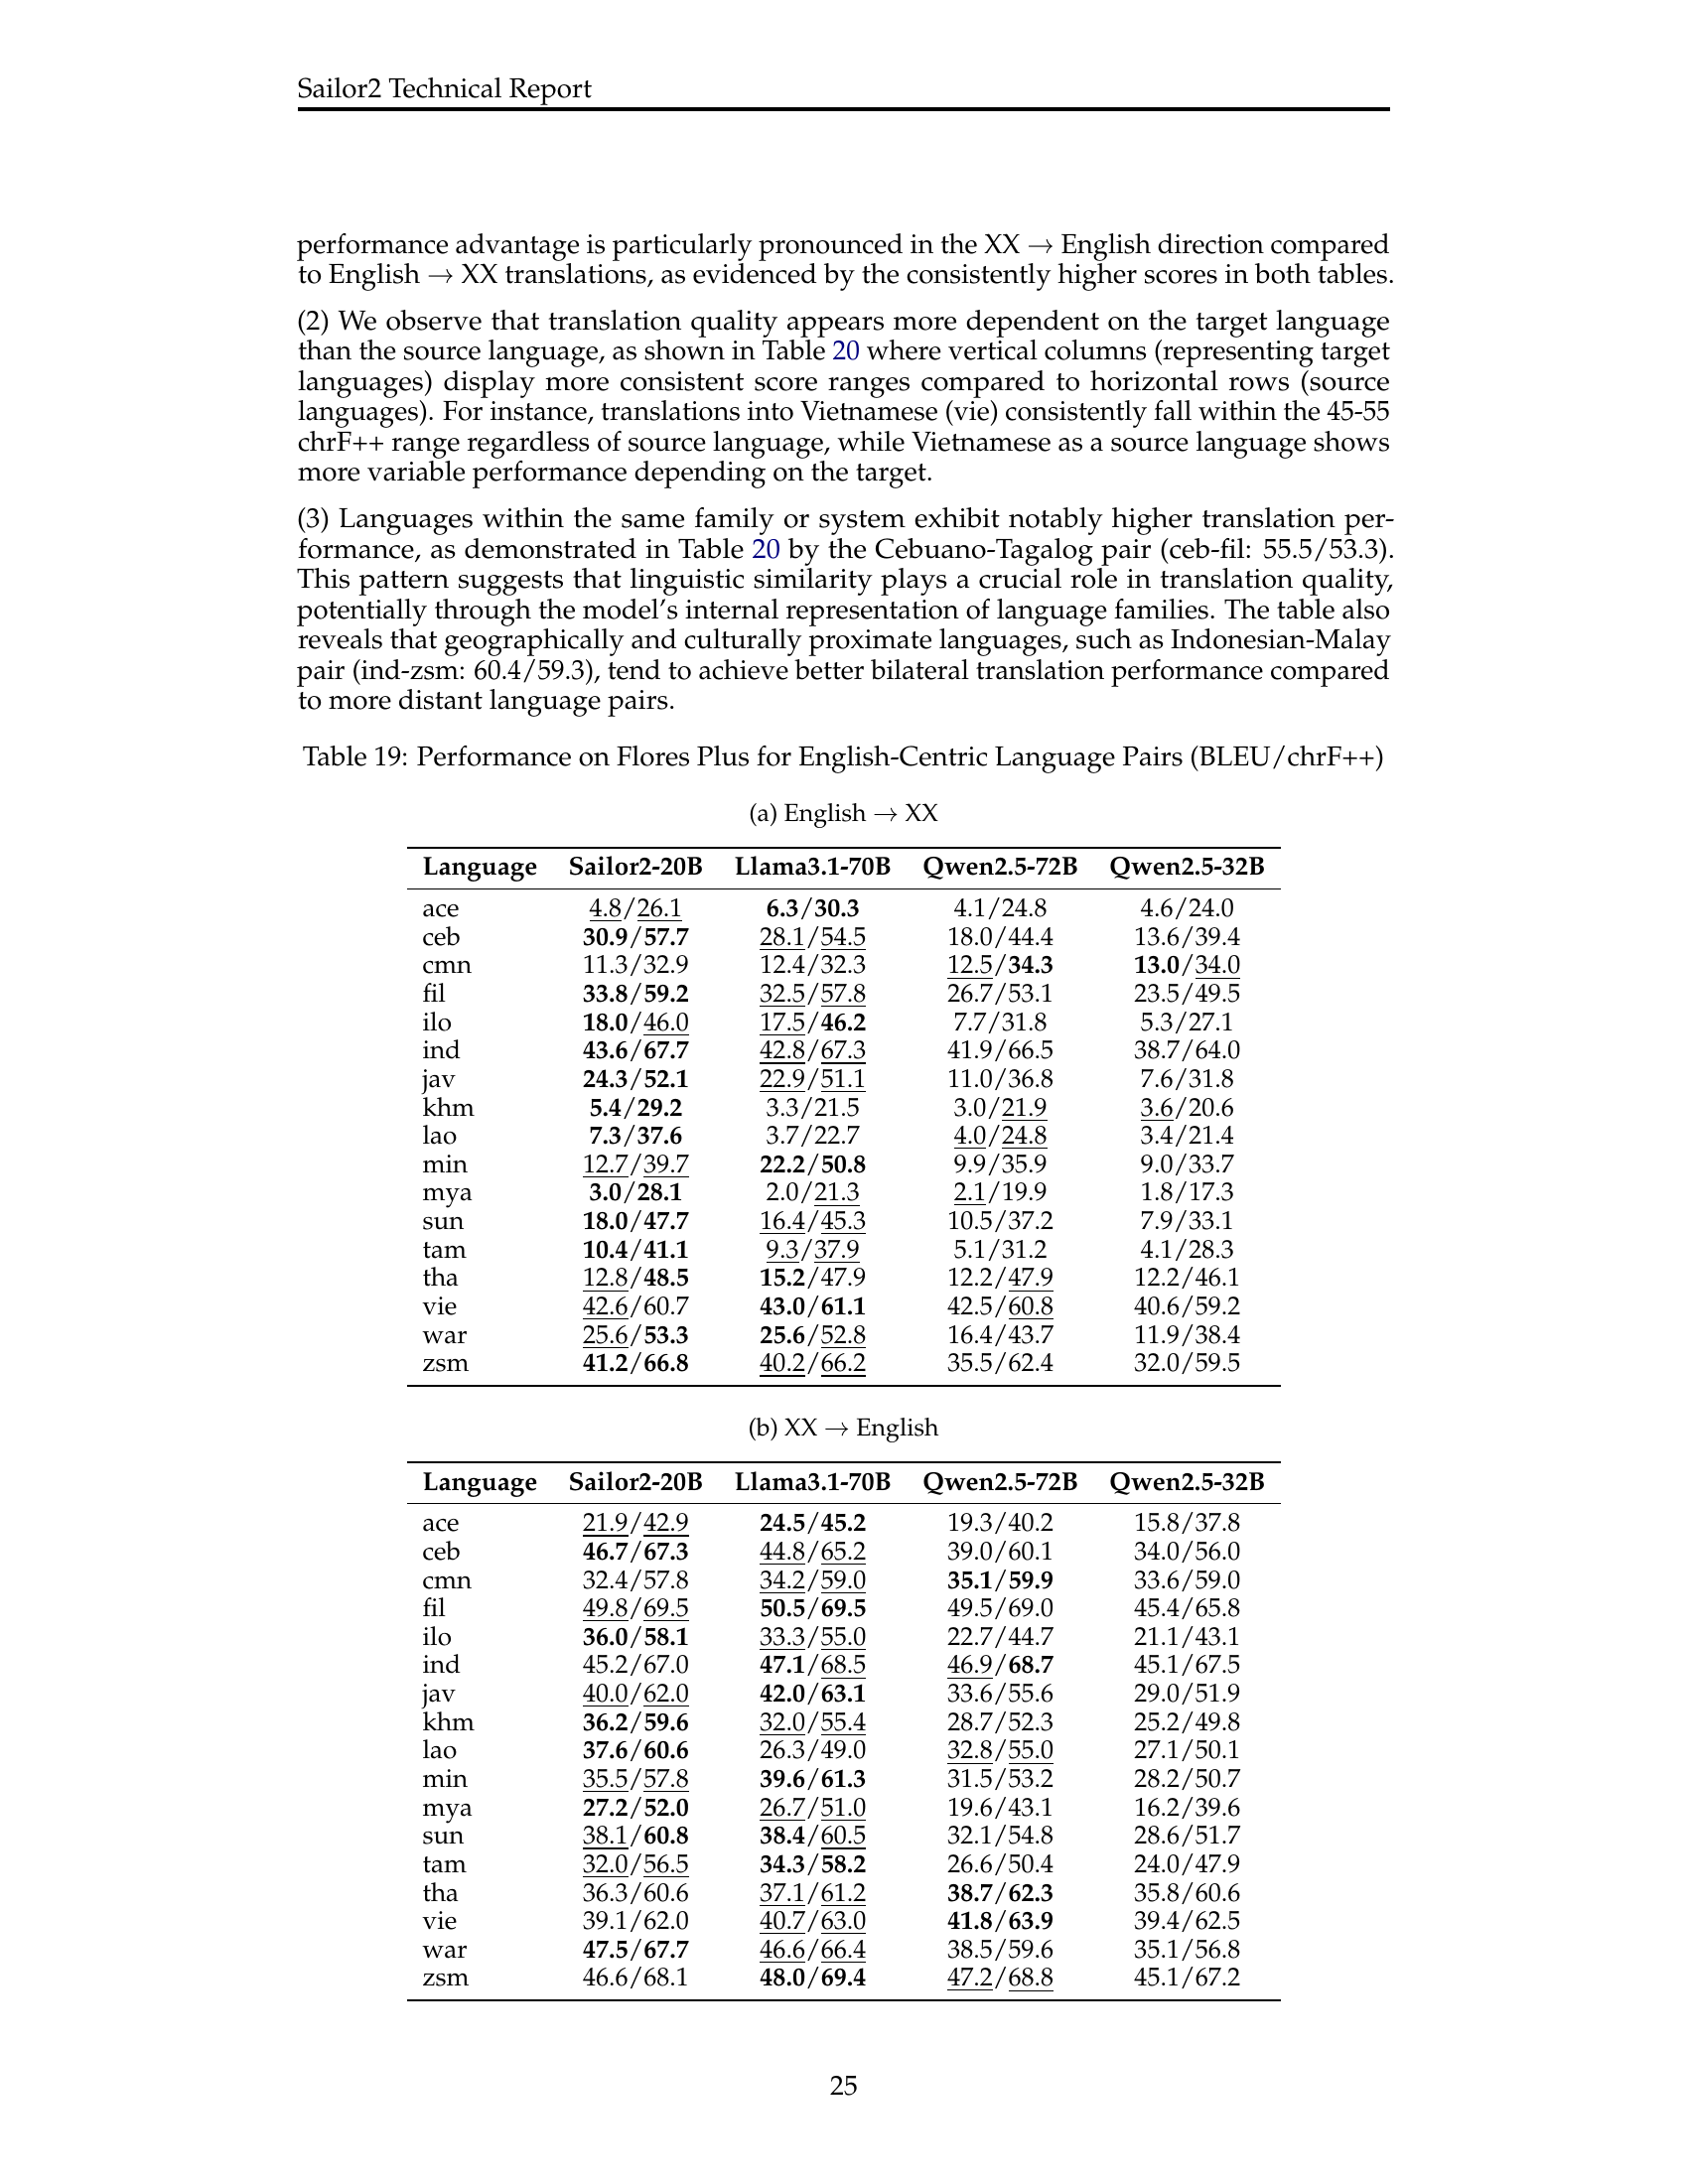 Sailor2 Technical Report
performance advantage is particularly pronounced in the XX → English direction compared
to English → XX translations, as evidenced by the consistently higher scores in both tables.
(2) We observe that translation quality appears more dependent on the target language
than the source language, as shown in Table 20 where vertical columns (representing target
languages) display more consistent score ranges compared to horizontal rows (source
languages). For instance, translations into Vietnamese (vie) consistently fall within the 45-55
chrF++ range regardless of source language, while Vietnamese as a source language shows
more variable performance depending on the target.
(3) Languages within the same family or system exhibit notably higher translation per-
formance, as demonstrated in Table 20 by the Cebuano-Tagalog pair (ceb-fil: 55.5/53.3).
This pattern suggests that linguistic similarity plays a crucial role in translation quality,
potentially through the model's internal representation of language families. The table also
reveals that geographically and culturally proximate languages, such as Indonesian-Malay
pair (ind-zsm: 60.4/59.3), tend to achieve better bilateral translation performance compared
to more distant language pairs.
Table 19: Performance on Flores Plus for English-Centric Language Pairs (BLEU/chrF++)
(a) English → XX
Language Sailor2-20B Llama3.1-70B Qwen2.5-72B Qwen2.5-32B
ace 4.8/26.1 6.3/30.3 4.1/24.8 4.6/24.0
ceb 30.9/57.7 28.1/54.5 18.0/44.4 13.6/39.4
cmn 11.3/32.9 12.4/32.3 12.5/34.3 13.0/34.0
fil 33.8/59.2 32.5/57.8 26.7/53.1 23.5/49.5
ilo 18.0/46.0 17.5/46.2 7.7/31.8 5.3/27.1
ind 43.6/67.7 42.8/67.3 41.9/66.5 38.7/64.0
jav 24.3/52.1 22.9/51.1 11.0/36.8 7.6/31.8
khm 5.4/29.2 3.3/21.5 3.0/21.9 3.6/20.6
lao 7.3/37.6 3.7/22.7 4.0/24.8 3.4/21.4
min 12.7/39.7 22.2/50.8 9.9/35.9 9.0/33.7
mya 3.0/28.1 2.0/21.3 2.1/19.9 1.8/17.3
sun 18.0/47.7 16.4/45.3 10.5/37.2 7.9/33.1
tam 10.4/41.1 9.3/37.9 5.1/31.2 4.1/28.3
tha 12.8/48.5 15.2/47.9 12.2/47.9 12.2/46.1
vie 42.6/60.7 43.0/61.1 42.5/60.8 40.6/59.2
war 25.6/53.3 25.6/52.8 16.4/43.7 11.9/38.4
zsm 41.2/66.8 40.2/66.2 35.5/62.4 32.0/59.5
(b) XX → English
Language Sailor2-20B Llama3.1-70B Qwen2.5-72B Qwen2.5-32B
ace 21.9/42.9 24.5/45.2 19.3/40.2 15.8/37.8
ceb 46.7/67.3 44.8/65.2 39.0/60.1 34.0/56.0
cmn 32.4/57.8 34.2/59.0 35.1/59.9 33.6/59.0
fil 49.8/69.5 50.5/69.5 49.5/69.0 45.4/65.8
ilo 36.0/58.1 33.3/55.0 22.7/44.7 21.1/43.1
ind 45.2/67.0 47.1/68.5 46.9/68.7 45.1/67.5
jav 40.0/62.0 42.0/63.1 33.6/55.6 29.0/51.9
khm 36.2/59.6 32.0/55.4 28.7/52.3 25.2/49.8
lao 37.6/60.6 26.3/49.0 32.8/55.0 27.1/50.1
min 35.5/57.8 39.6/61.3 31.5/53.2 28.2/50.7
mya 27.2/52.0 26.7/51.0 19.6/43.1 16.2/39.6
sun 38.1/60.8 38.4/60.5 32.1/54.8 28.6/51.7
tam 32.0/56.5 34.3/58.2 26.6/50.4 24.0/47.9
tha 36.3/60.6 37.1/61.2 38.7/62.3 35.8/60.6
vie 39.1/62.0 40.7/63.0 41.8/63.9 39.4/62.5
war 47.5/67.7 46.6/66.4 38.5/59.6 35.1/56.8
zsm 46.6/68.1 48.0/69.4 47.2/68.8 45.1/67.2
25